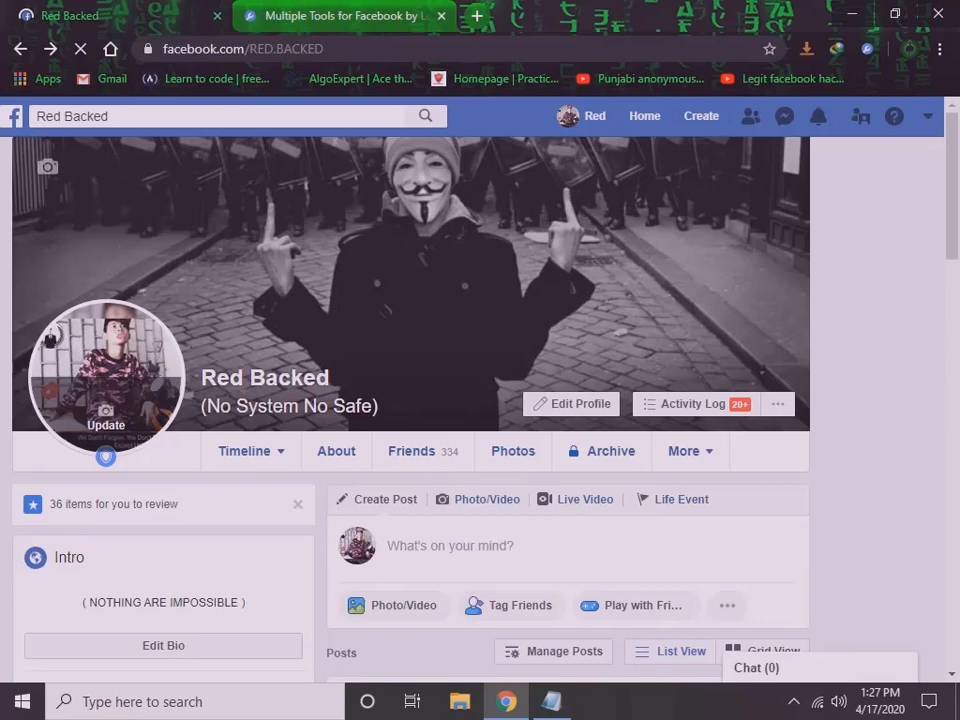 Red Backed
Multiple Tools for Facebook by L
facebook.com/RED.BACKED
Apps
Gmail
Learn to code | free...
AlgoExpert | Ace th...
Homepage | Practic...
Punjabi anonymous...
Legit facebook hac...
Red Backed
Red
Home
Create
Red Backed
(No System No Safe)
Update
Edit Profile
Activity Log 20+
Timeline
About
Friends 334
Photos
Archive
More
36 items for you to review
Create Post
Photo/Video
Live Video
Life Event
Intro
What's on your mind?
( NOTHING ARE IMPOSSIBLE )
Photo/Video
Tag Friends
Play with Fri...
Edit Bio
Posts
Manage Posts
List View
Grid View
Chat (0)
Type here to search
1:27 PM
4/17/2020